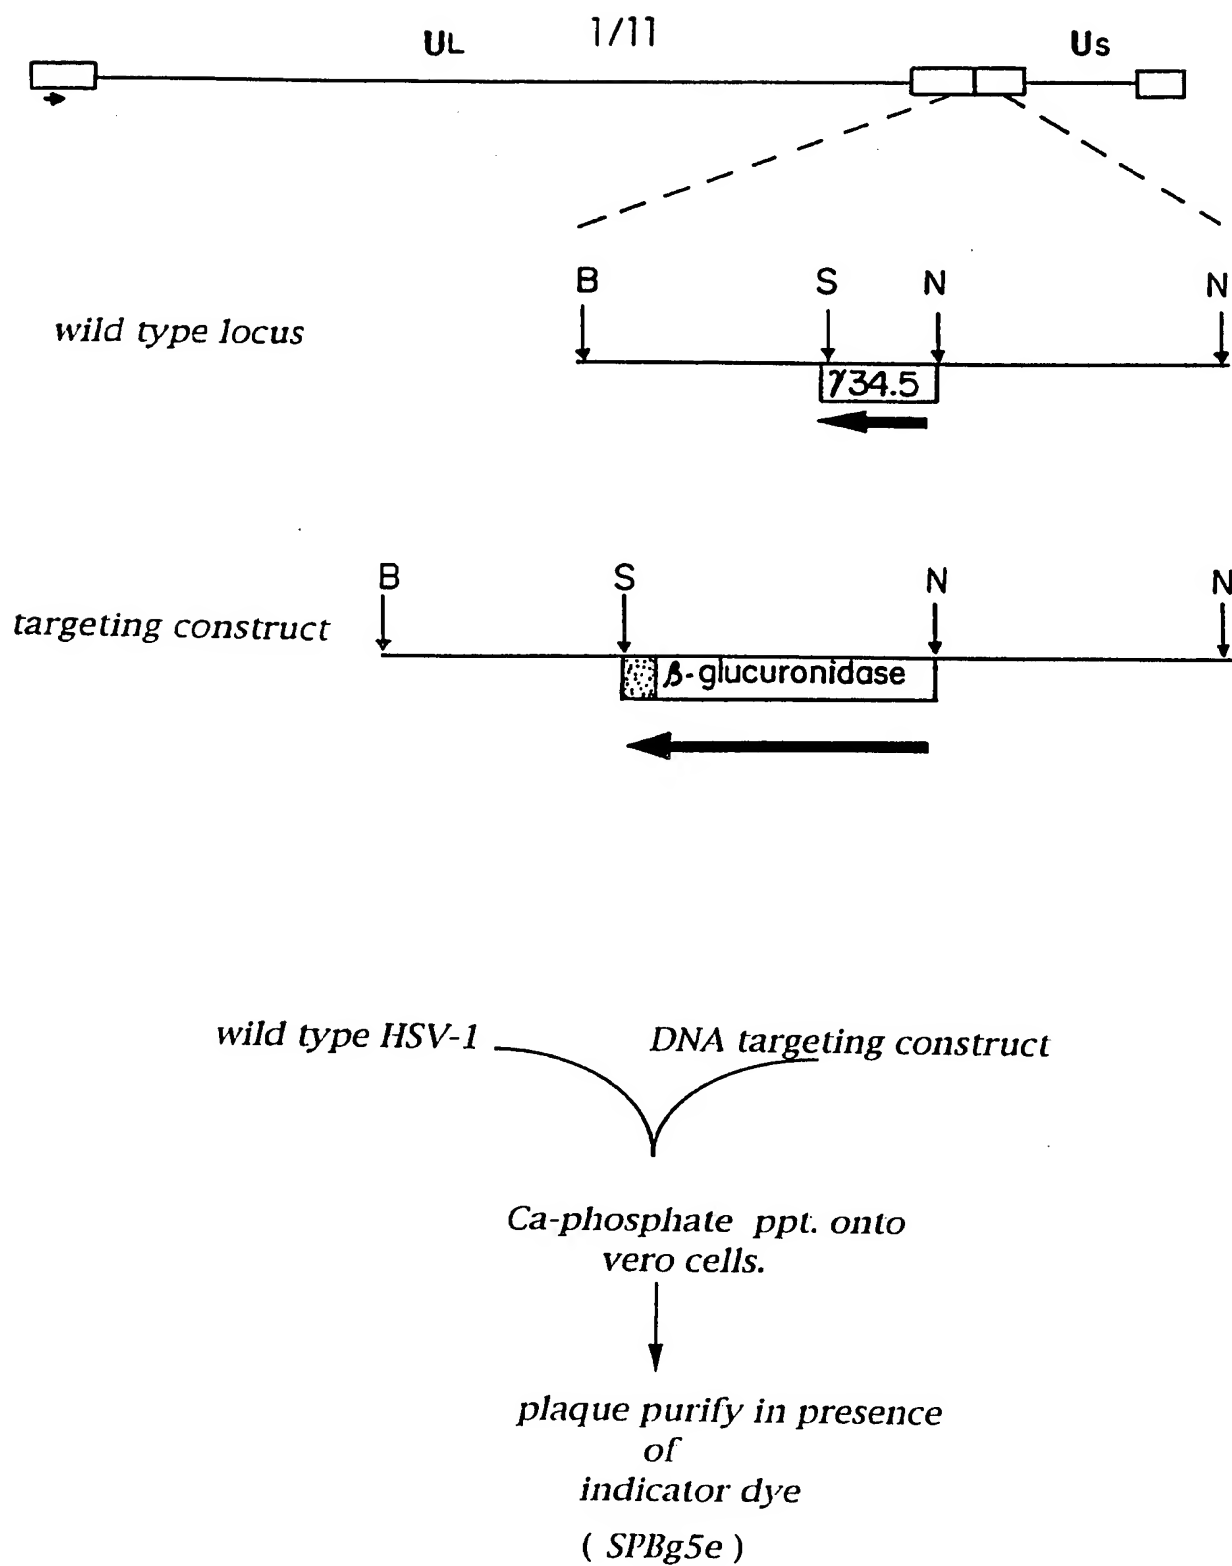 1/11
UL
Us
B
S
N
N
wild type locus
γ34.5
B
S
N
N
targeting construct
β-glucuronidase
wild type HSV-1
DNA targeting construct
Ca-phosphate ppt. onto
vero cells.
plaque purify in presence
of
indicator dye
( SPBg5e )